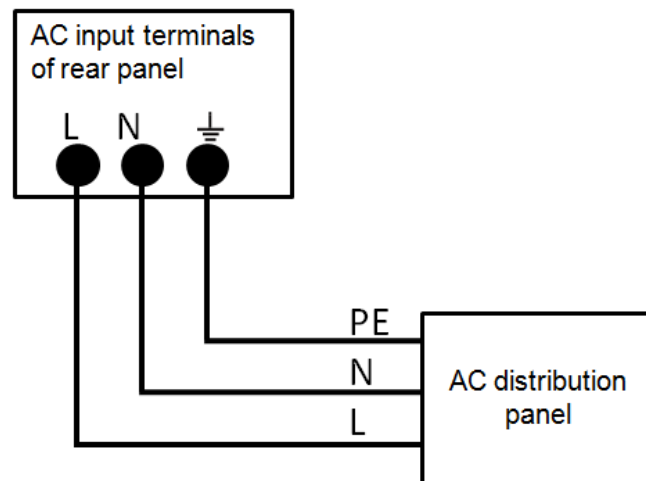 AC input terminals
of rear panel
L N ⏚
PE
N
L
AC distribution
panel